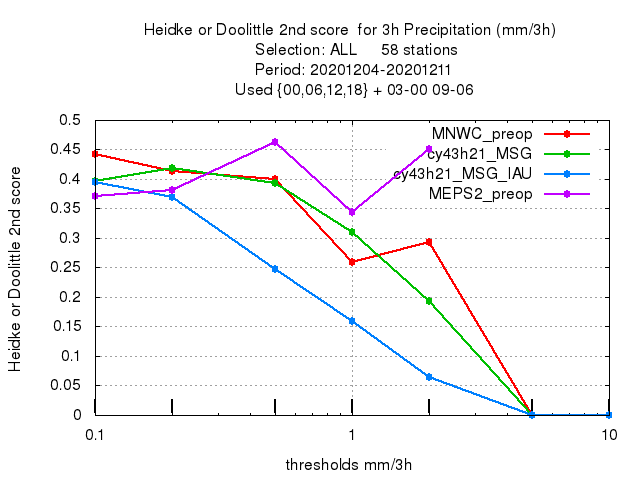 Heidke or Doolittle 2nd score  for 3h Precipitation (mm/3h)
Selection: ALL     58 stations
Period: 20201204-20201211
Used {00,06,12,18} + 03-00 09-06
0.5
0.45
0.4
0.35
0.3
0.25
0.2
0.15
0.1
0.05
0
Heidke or Doolittle 2nd score
MNWC_preop
cy43h21_MSG
cy43h21_MSG_IAU
MEPS2_preop
0.1
1
10
thresholds mm/3h